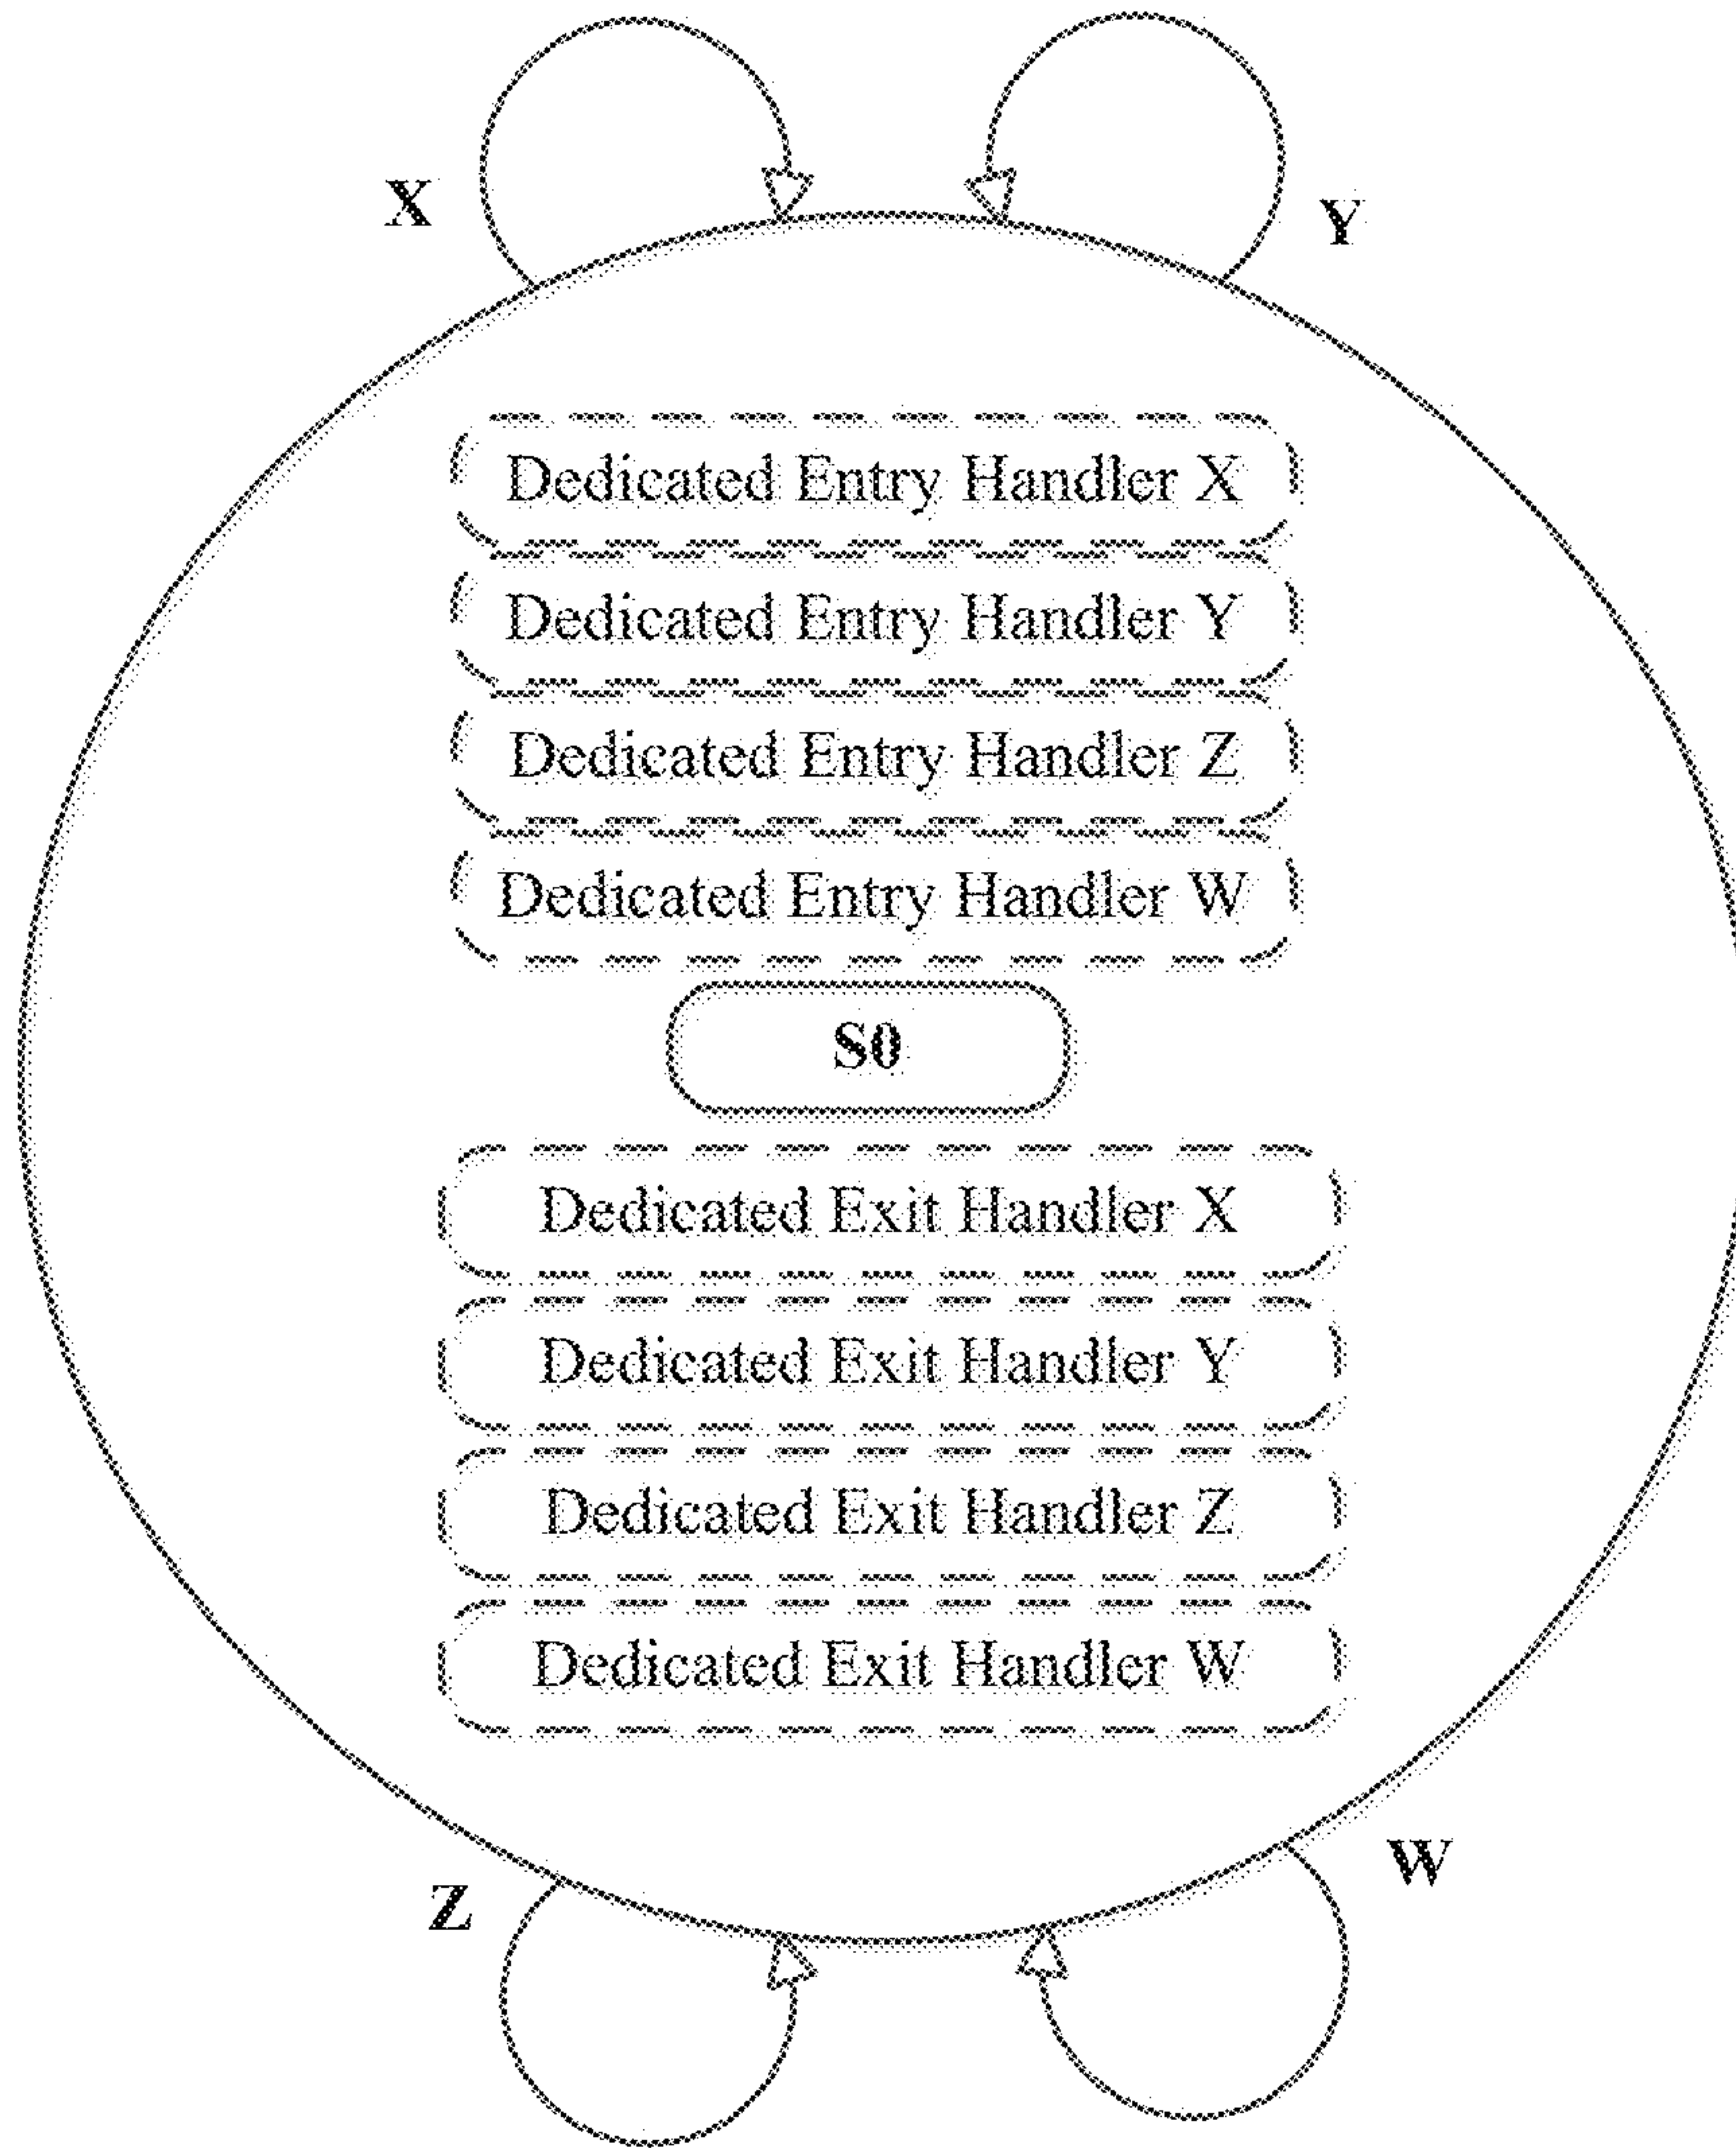 X
Y
Dedicated Entry Handler X
Dedicated Entry Handler Y
Dedicated Entry Handler Z
Dedicated Entry Handler W
S0
Dedicated Exit Handler X
Dedicated Exit Handler Y
Dedicated Exit Handler Z
Dedicated Exit Handler W
Z
W